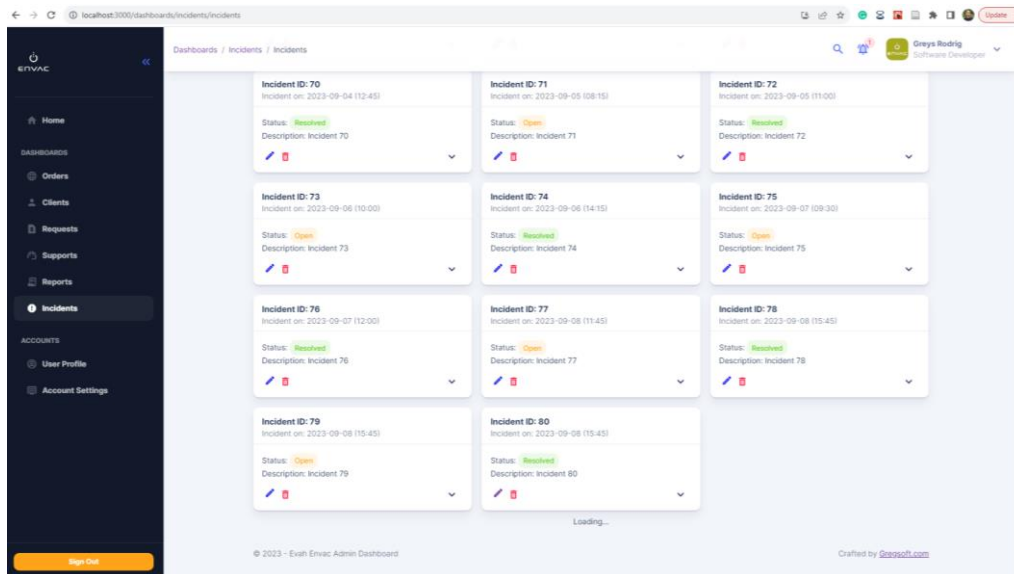 localhost:3000/dashboards/incidents/incidents
Update
ENVAC
Home
DASHBOARDS
Orders
Clients
Requests
Supports
Reports
Incidents
ACCOUNTS
User Profile
Account Settings
Sign Out
Dashboards / Incidents / Incidents
1
Greys Rodrig
Software Developer
Incident ID: 70
Incident on: 2023-09-04 (12:45)
Status: Resolved
Description: Incident 70
Incident ID: 71
Incident on: 2023-09-05 (08:15)
Status: Open
Description: Incident 71
Incident ID: 72
Incident on: 2023-09-05 (11:00)
Status: Resolved
Description: Incident 72
Incident ID: 73
Incident on: 2023-09-06 (10:00)
Status: Open
Description: Incident 73
Incident ID: 74
Incident on: 2023-09-06 (14:15)
Status: Resolved
Description: Incident 74
Incident ID: 75
Incident on: 2023-09-07 (09:30)
Status: Open
Description: Incident 75
Incident ID: 76
Incident on: 2023-09-07 (12:00)
Status: Resolved
Description: Incident 76
Incident ID: 77
Incident on: 2023-09-08 (11:45)
Status: Open
Description: Incident 77
Incident ID: 78
Incident on: 2023-09-08 (15:45)
Status: Resolved
Description: Incident 78
Incident ID: 79
Incident on: 2023-09-08 (15:45)
Status: Open
Description: Incident 79
Incident ID: 80
Incident on: 2023-09-08 (15:45)
Status: Resolved
Description: Incident 80
Loading...
© 2023 - Evah Envac Admin Dashboard
Crafted by Gregsoft.com